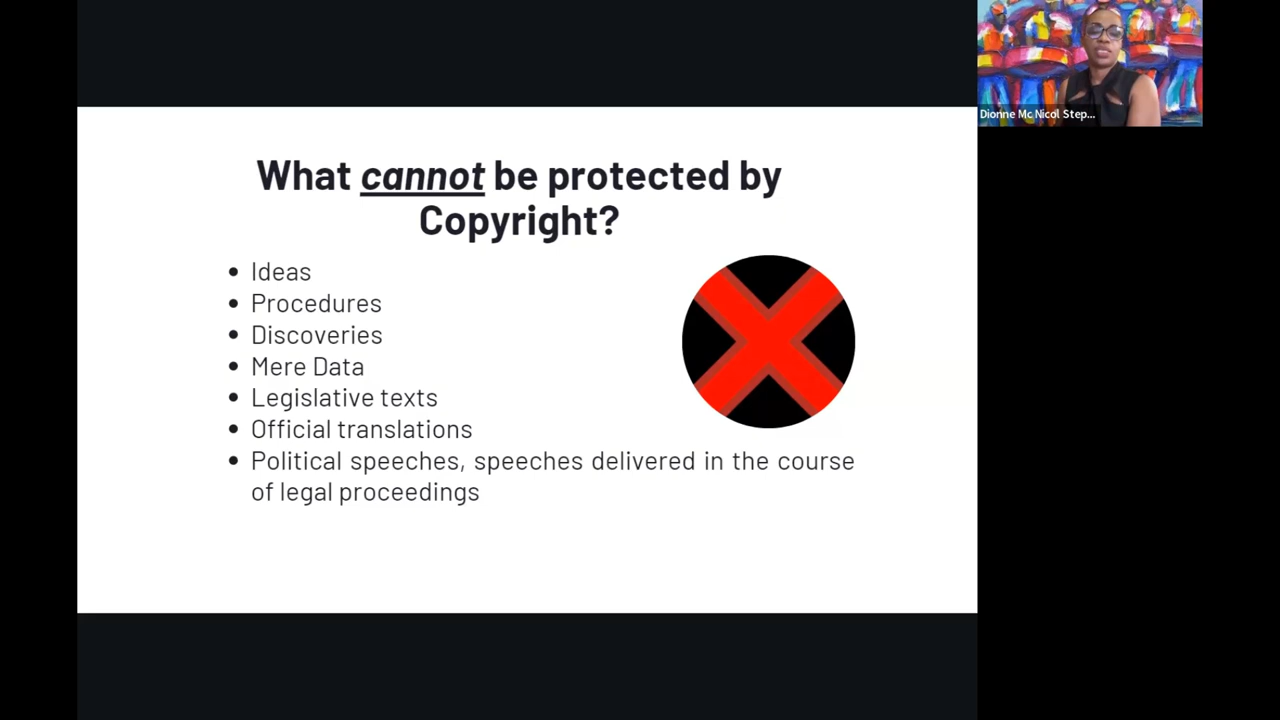 What cannot be protected by
Copyright?
• Ideas
• Procedures
• Discoveries
• Mere Data
• Legislative texts
• Official translations
• Political speeches, speeches delivered in the course
of legal proceedings
Dionne Mc Nicol Step...